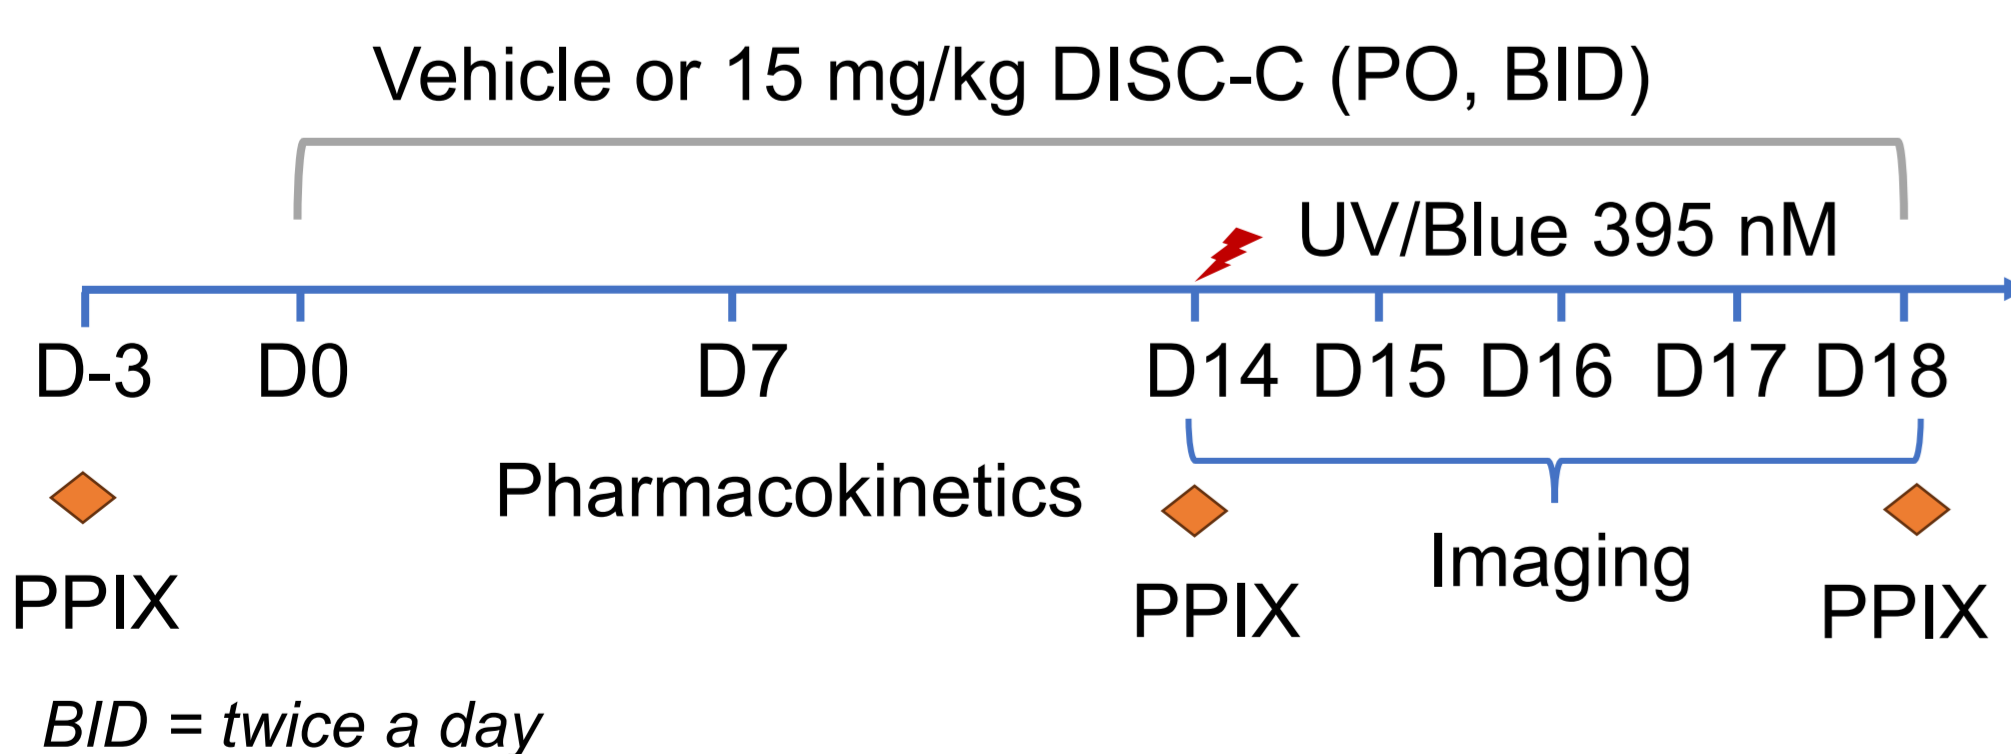 Vehicle or 15 mg/kg DISC-C (PO, BID)
UV/Blue 395 nM
D-3 D0 D7 D14 D15 D16 D17 D18
Pharmacokinetics
Imaging
PPIX PPIX PPIX
BID = twice a day